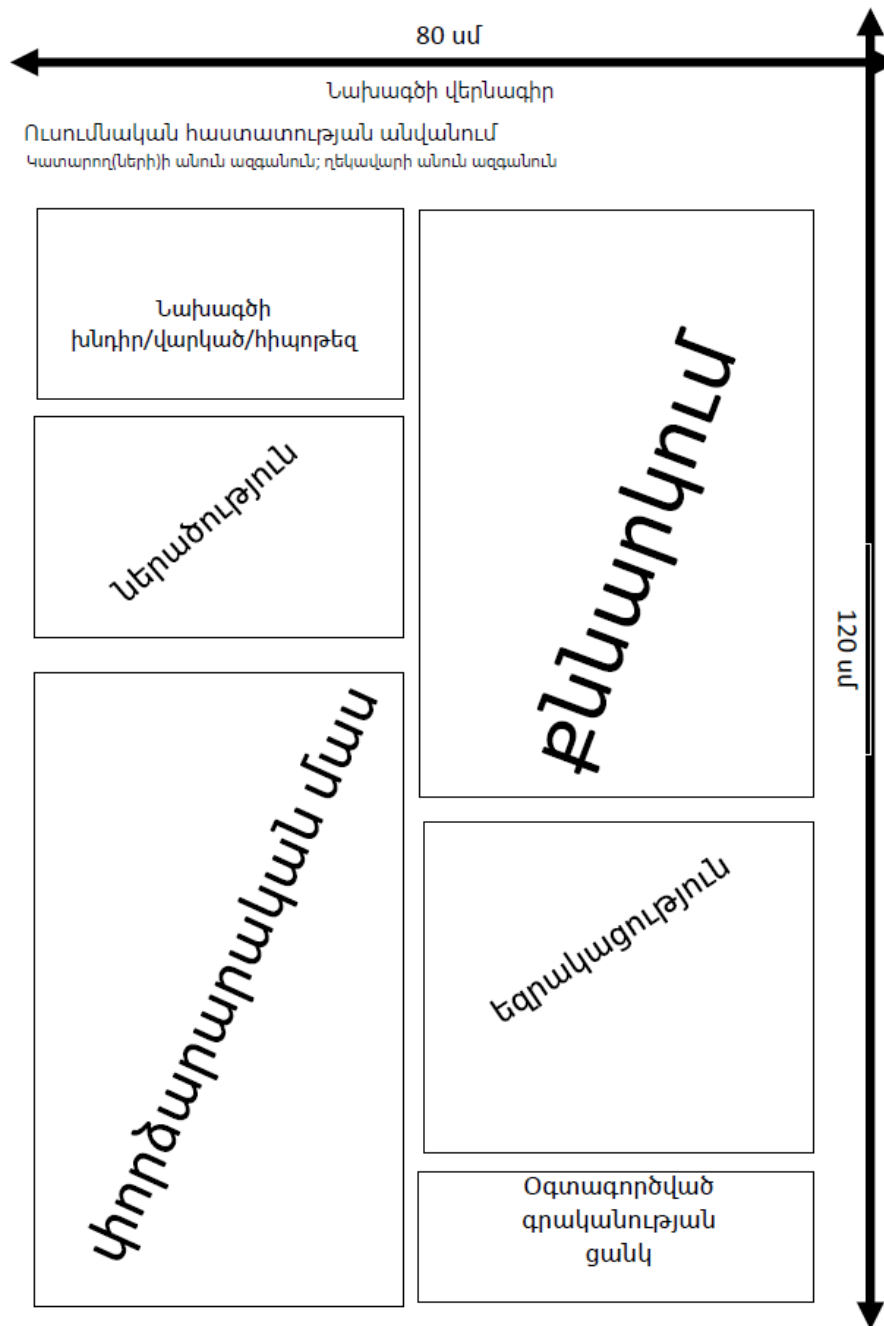 80 սմ
Նախագծի վերնագիր
Ուսումնական հաստատության անվանում
Կատարող(ների)ի անուն ազգանուն; ղեկավարի անուն ազգանուն
Նախագծի
խնդիր/վարկած/հիպոթեզ
ներածություն
փորձարարական մաս
քննարկում
120 սմ
եզրակացություն
Օգտագործված
գրականության
ցանկ